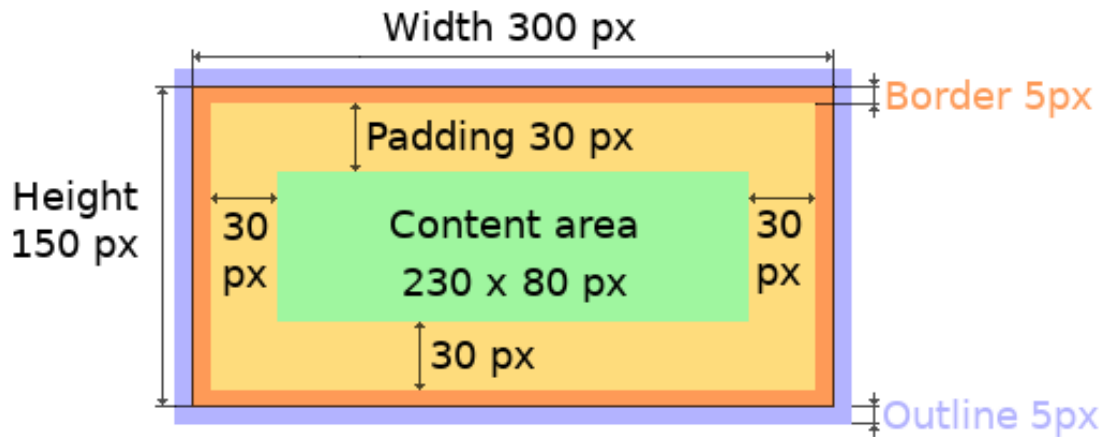 Width 300 px
Border 5px
Padding 30 px
Height
150 px
30
px
Content area
230 x 80 px
30
px
30 px
Outline 5px